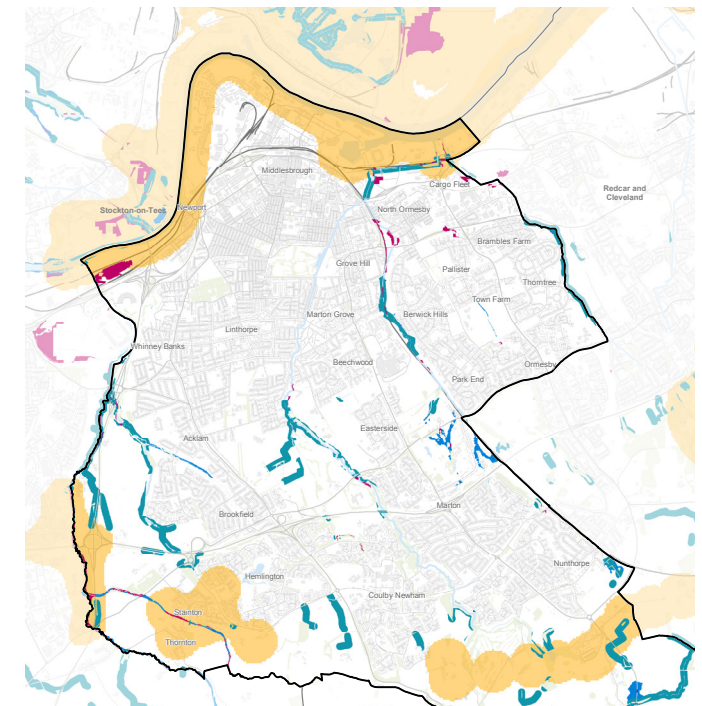 Middlesbrough
Cargo Fleet
Redcar and
Cleveland
Stockton-on-Tees
Newport
North Ormesby
Brambles Farm
Grove Hill
Pallister
Thorntree
Town Farm
Marton Grove
Berwick Hills
Linthorpe
Whinney Banks
Beechwood
Ormesby
Park End
Easterside
Acklam
Marton
Brookfield
Nunthorpe
Hemlington
Coulby Newham
Stainton
Thornton